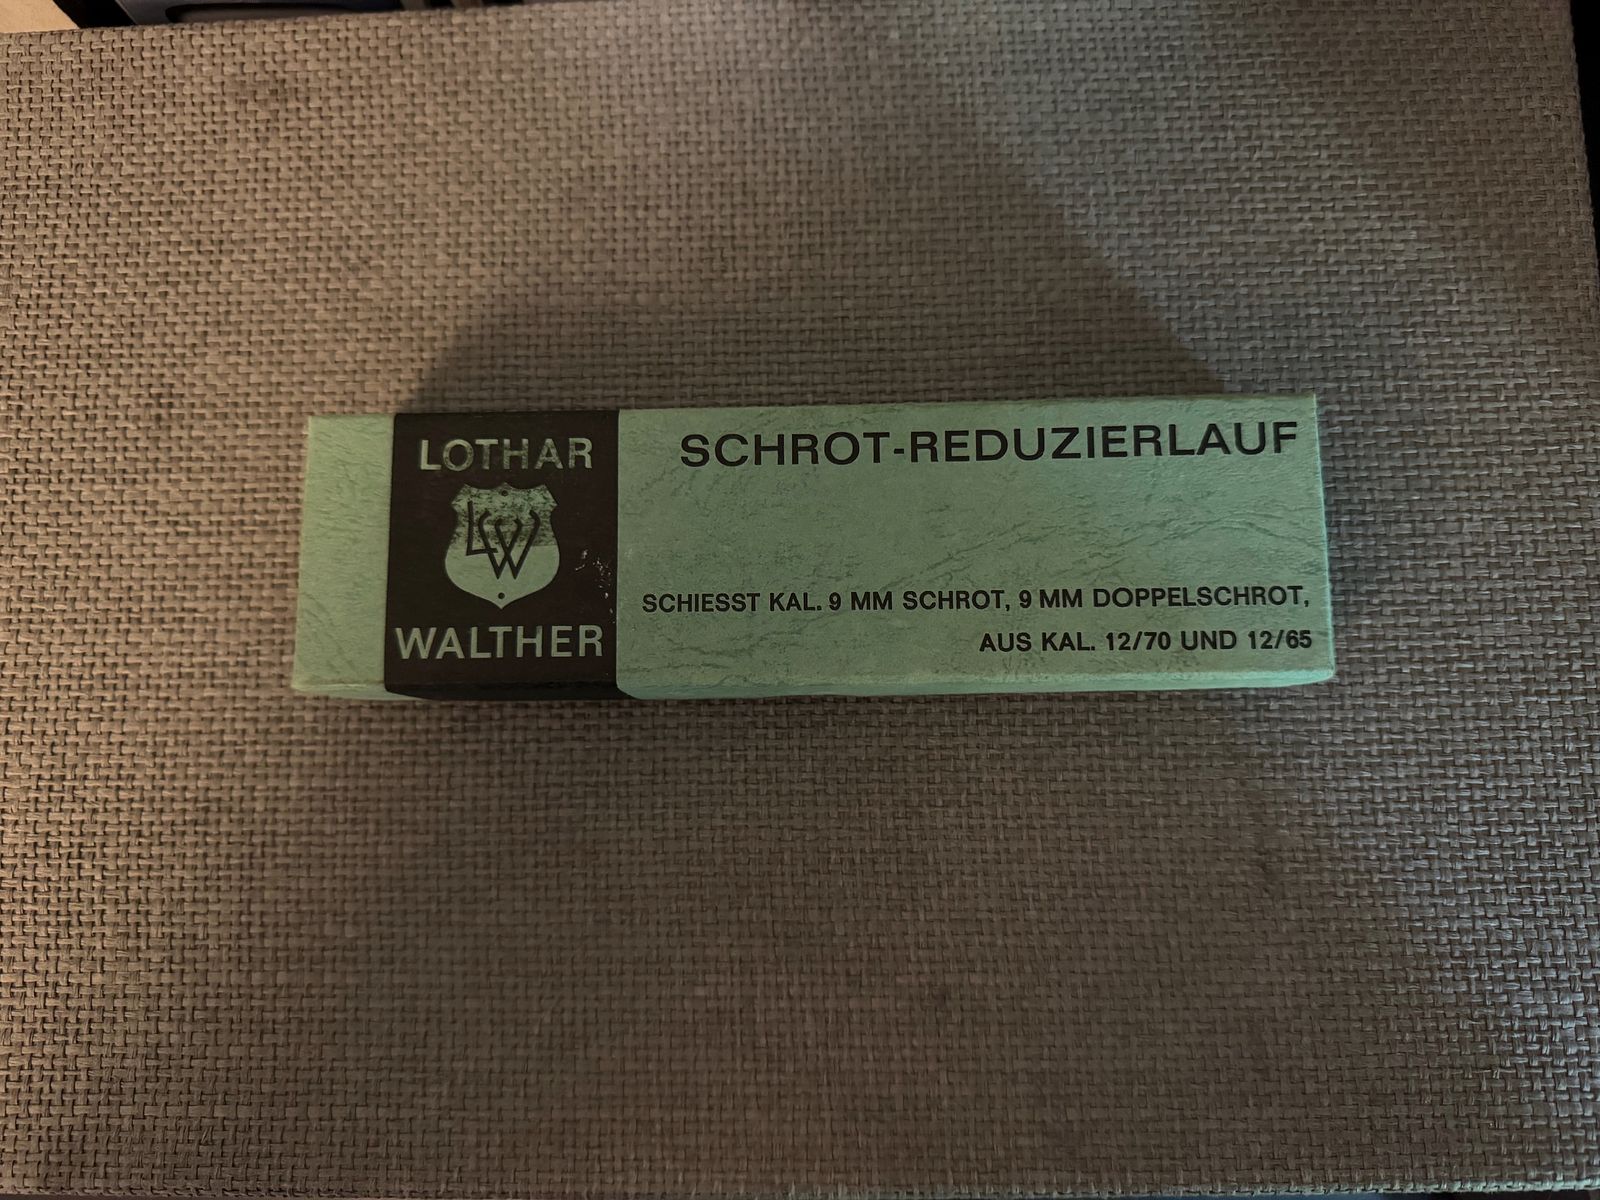 LOTHAR
LW
WALTHER
SCHROT-REDUZIERLAUF
SCHIESST KAL. 9 MM SCHROT, 9 MM DOPPELSCHROT,
AUS KAL. 12/70 UND 12/65